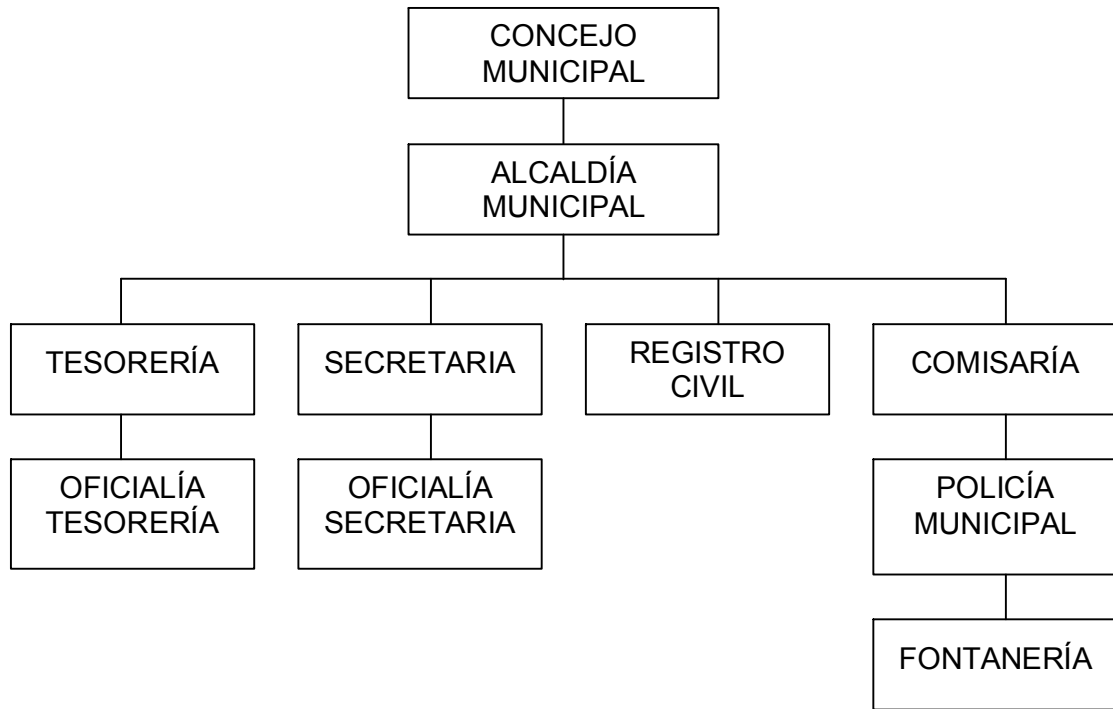 CONCEJO
MUNICIPAL
ALCALDÍA
MUNICIPAL
TESORERÍA
SECRETARIA
REGISTRO
CIVIL
COMISARÍA
OFICIALÍA
TESORERÍA
OFICIALÍA
SECRETARIA
POLICÍA
MUNICIPAL
FONTANERÍA